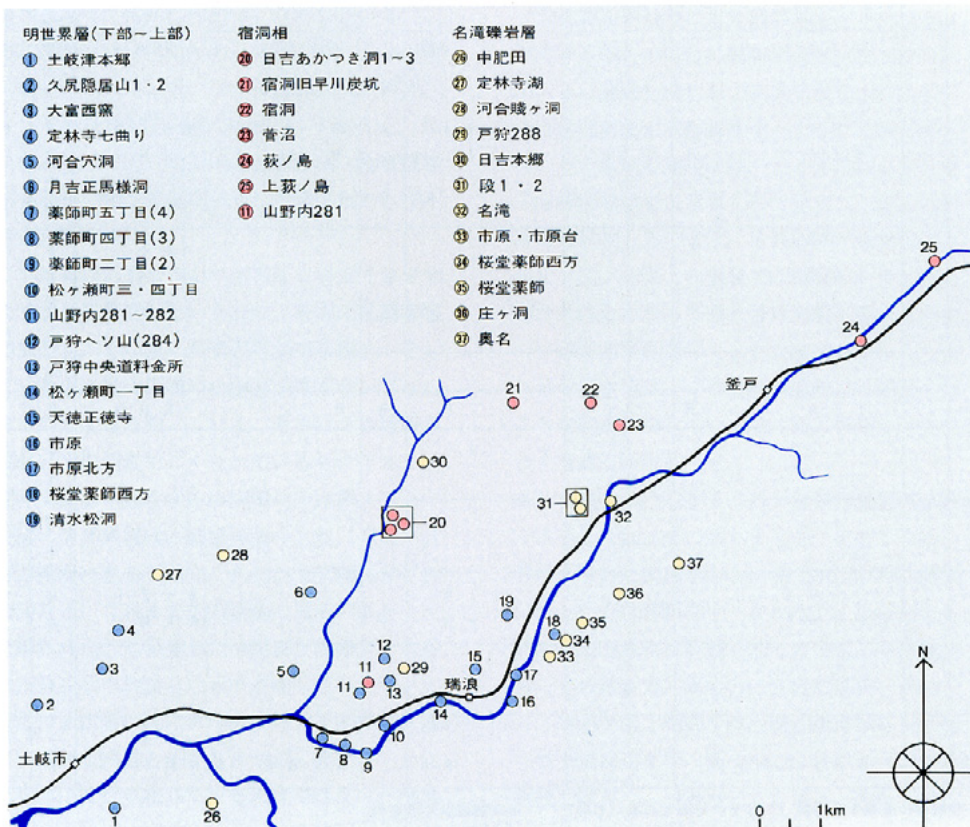 明世累層(下部～上部)
① 土岐津本郷
② 久尻隠居山1・2
③ 大富西窯
④ 定林寺七曲り
⑤ 河合穴洞
⑥ 月吉正馬様洞
⑦ 薬師町五丁目(4)
⑧ 薬師町四丁目(3)
⑨ 薬師町二丁目(2)
⑩ 松ヶ瀬町三・四丁目
⑪ 山野内281～282
⑫ 戸狩ヘソ山(284)
⑬ 戸狩中央道料金所
⑭ 松ヶ瀬町一丁目
⑮ 天徳正徳寺
⑯ 市原
⑰ 市原北方
⑱ 桜堂薬師西方
⑲ 清水松洞
宿洞相
⑳ 日吉あかつき洞1～3
㉑ 宿洞旧早川炭坑
㉒ 宿洞
㉓ 菅沼
㉔ 荻ノ島
㉕ 上荻ノ島
⑪ 山野内281
名滝礫岩層
㉖ 中肥田
㉗ 定林寺湖
㉘ 河合賤ヶ洞
㉙ 戸狩288
㉚ 日吉本郷
㉛ 段1・2
㉜ 名滝
㉝ 市原・市原台
㉞ 桜堂薬師西方
㉟ 桜堂薬師
㊱ 庄ヶ洞
㊲ 奥名
25
24
釜戸
21
22
23
30
31
32
20
28
27
37
6
36
19
4
35
18
34
12
33
3
5
11
29
15
13
17
瑞浪
11
2
14
16
10
7
8
9
土岐市
N
1
26
0
1km